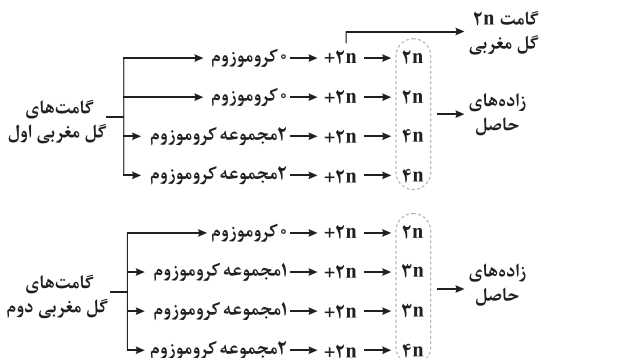 گامت ۲n
گل مغربی
۰ کروموزوم +۲n ۲n
۰ کروموزوم +۲n ۲n
گامت‌های
گل مغربی اول
زاده‌های
حاصل
۲مجموعه کروموزوم +۲n ۴n
۲مجموعه کروموزوم +۲n ۴n
۰ کروموزوم +۲n ۲n
۱مجموعه کروموزوم +۲n ۳n
گامت‌های
گل مغربی دوم
زاده‌های
حاصل
۱مجموعه کروموزوم +۲n ۳n
۲مجموعه کروموزوم +۲n ۴n